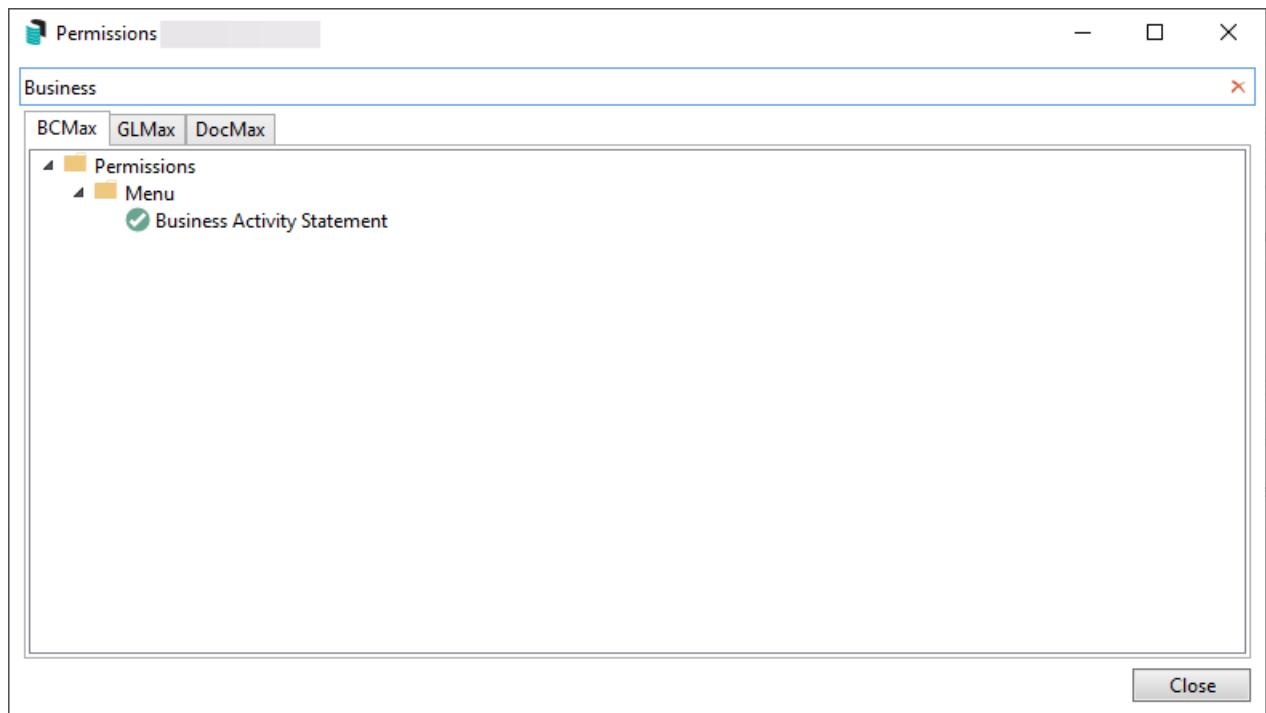 Permissions
Business
BCMax GLMax DocMax
Permissions
Menu
Business Activity Statement
Close